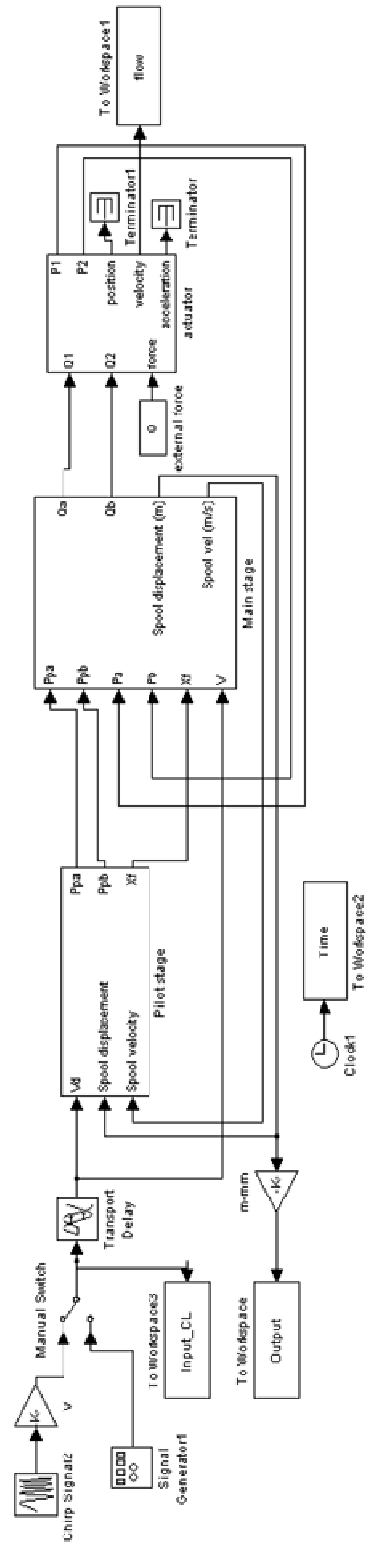 Chirp Signal2
K-
V
Manual Switch
Signal
Generator1
Transport
Delay
To Workspace3
Input_CL
To Workspace
Output
m-mm
-K-
Vd
Spool displacement
Spool velocity
Ppa
Ppb
Xf
Pilot stage
Clock1
Time
To Workspace2
Ppa
Ppb
Pa
Pb
Xf
V
Qa
Qb
Spool displacement (m)
Spool vel (m/s)
Main stage
0
external force
Q1
Q2
force
P1
P2
position
velocity
acceleration
actuator
Terminator1
Terminator
To Workspace1
flow